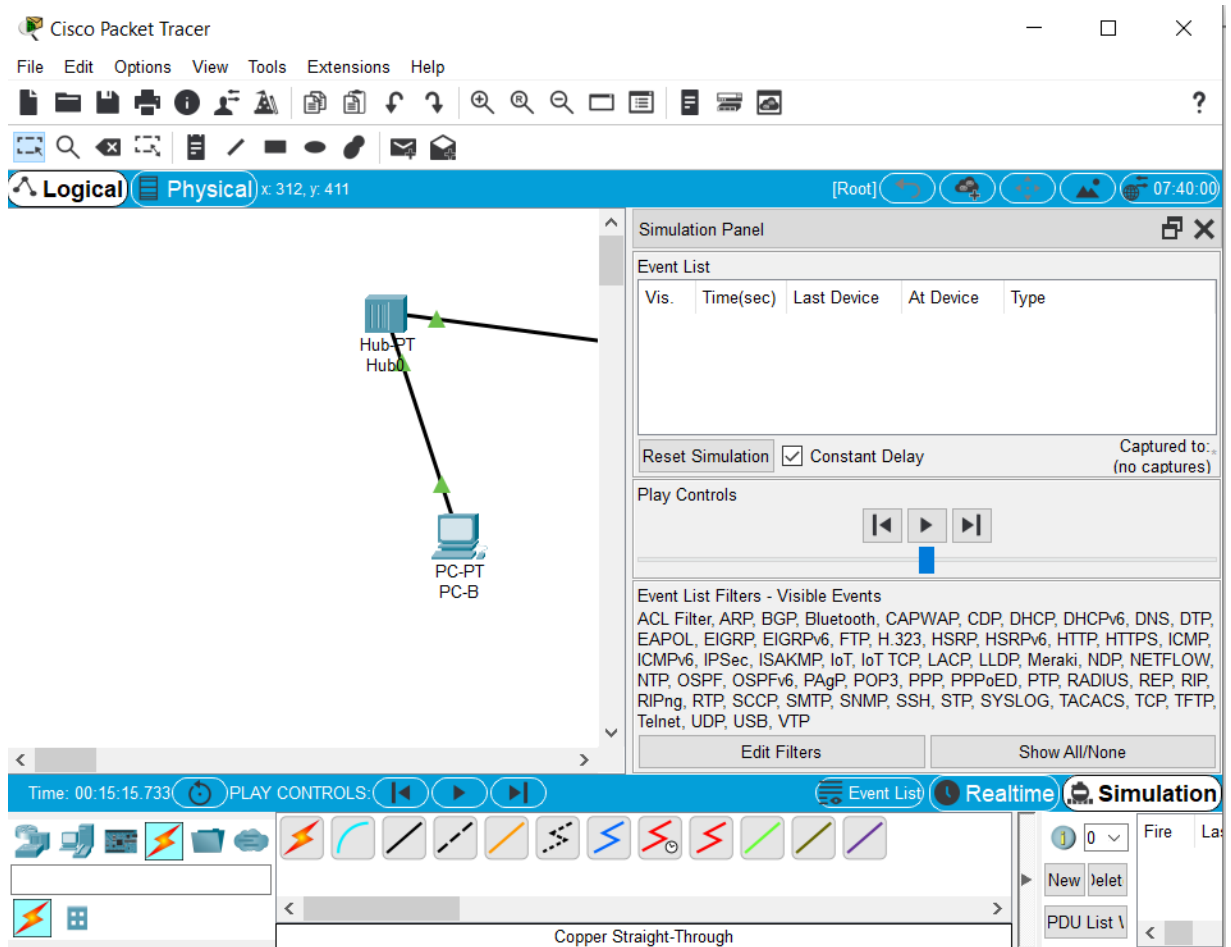 Cisco Packet Tracer
File Edit Options View Tools Extensions Help
?
Logical Physical x: 312, y: 411 [Root] 07:40:00
Simulation Panel
Event List
Vis. Time(sec) Last Device At Device Type
Hub-PT
Hub0
Reset Simulation Constant Delay Captured to:
(no captures)
Play Controls
PC-PT
PC-B
Event List Filters - Visible Events
ACL Filter, ARP, BGP, Bluetooth, CAPWAP, CDP, DHCP, DHCPv6, DNS, DTP,
EAPOL, EIGRP, EIGRPv6, FTP, H.323, HSRP, HSRPv6, HTTP, HTTPS, ICMP,
ICMPv6, IPSec, ISAKMP, IoT, IoT TCP, LACP, LLDP, Meraki, NDP, NETFLOW,
NTP, OSPF, OSPFv6, PAgP, POP3, PPP, PPPoED, PTP, RADIUS, REP, RIP,
RIPng, RTP, SCCP, SMTP, SNMP, SSH, STP, SYSLOG, TACACS, TCP, TFTP,
Telnet, UDP, USB, VTP
Edit Filters Show All/None
Time: 00:15:15.733 PLAY CONTROLS: Event List Realtime Simulation
1 0 Fire Las
New Delet
PDU List
Copper Straight-Through